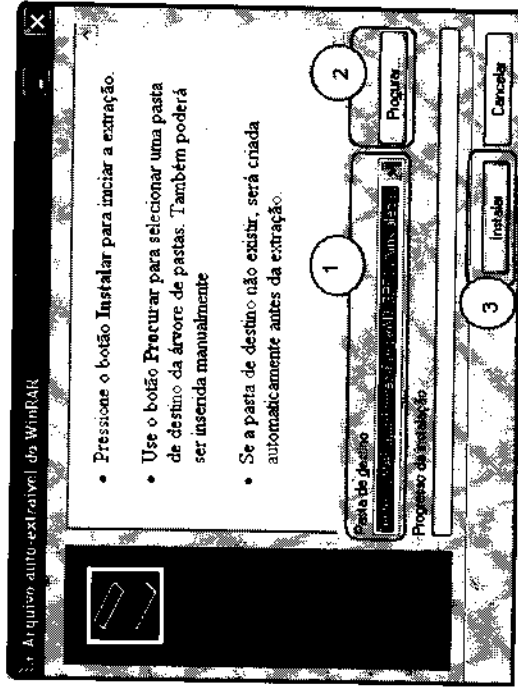 Arquivo auto-extraível do WinRAR
• Pressione o botão Instalar para iniciar a extração.
• Use o botão Procurar para selecionar uma pasta
de destino da árvore de pastas. Também poderá
ser inserida manualmente
• Se a pasta de destino não existir, será criada
automaticamente antes da extração.
1
2
Pasta de destino
Procurar...
Progresso da instalação
3
Instalar
Cancelar